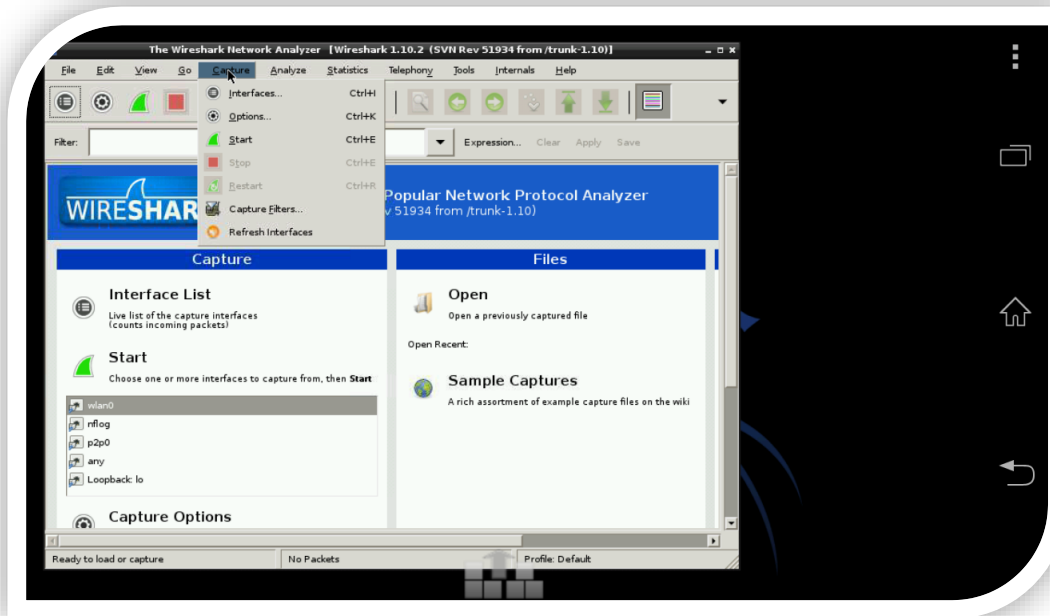 The Wireshark Network Analyzer [Wireshark 1.10.2 (SVN Rev 51934 from /trunk-1.10)]
File Edit View Go Capture Analyze Statistics Telephony Tools Internals Help
Interfaces... Ctrl+I
Options... Ctrl+K
Filter: Expression... Clear Apply Save
Start Ctrl+E
Stop Ctrl+E
Restart Ctrl+R
Capture Filters...
Refresh Interfaces
WIRESHAR
Popular Network Protocol Analyzer
v 51934 from /trunk-1.10)
Capture
Interface List
Live list of the capture interfaces
(counts incoming packets)
Start
Choose one or more interfaces to capture from, then Start
wlan0
nflog
p2p0
any
Loopback: lo
Capture Options
Files
Open
Open a previously captured file
Open Recent:
Sample Captures
A rich assortment of example capture files on the wiki
Ready to load or capture No Packets Profile: Default